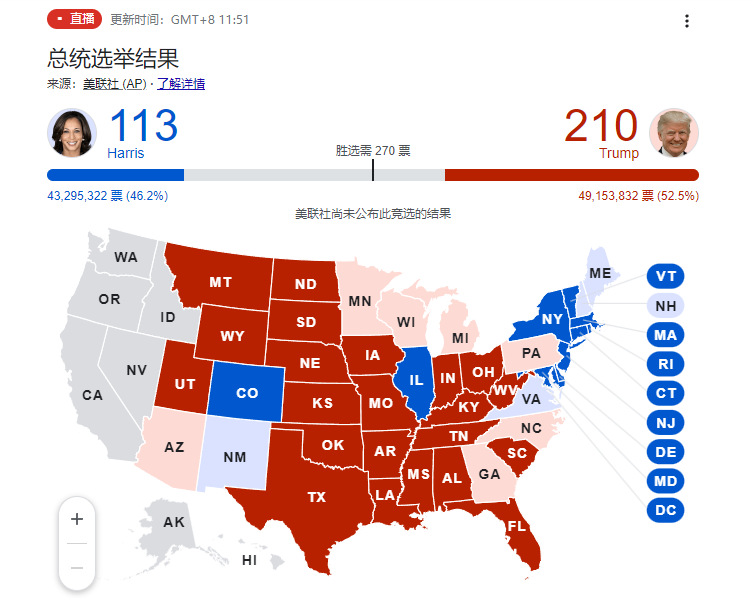 直播 更新时间：GMT+8 11:51
总统选举结果
来源：美联社 (AP) · 了解详情
113
210
Harris
胜选需 270 票
Trump
43,295,322 票 (46.2%)
49,153,832 票 (52.5%)
美联社尚未公布此竞选的结果
WA
MT
ND
MN
ME
VT
OR
ID
SD
WI
MI
NY
NH
WY
MA
NV
NE
IA
PA
RI
CA
UT
CO
IL
IN
OH
WV
VA
CT
KS
MO
KY
NJ
AZ
NM
OK
AR
TN
NC
DE
TX
LA
MS
AL
GA
SC
MD
AK
FL
DC
HI
+
−